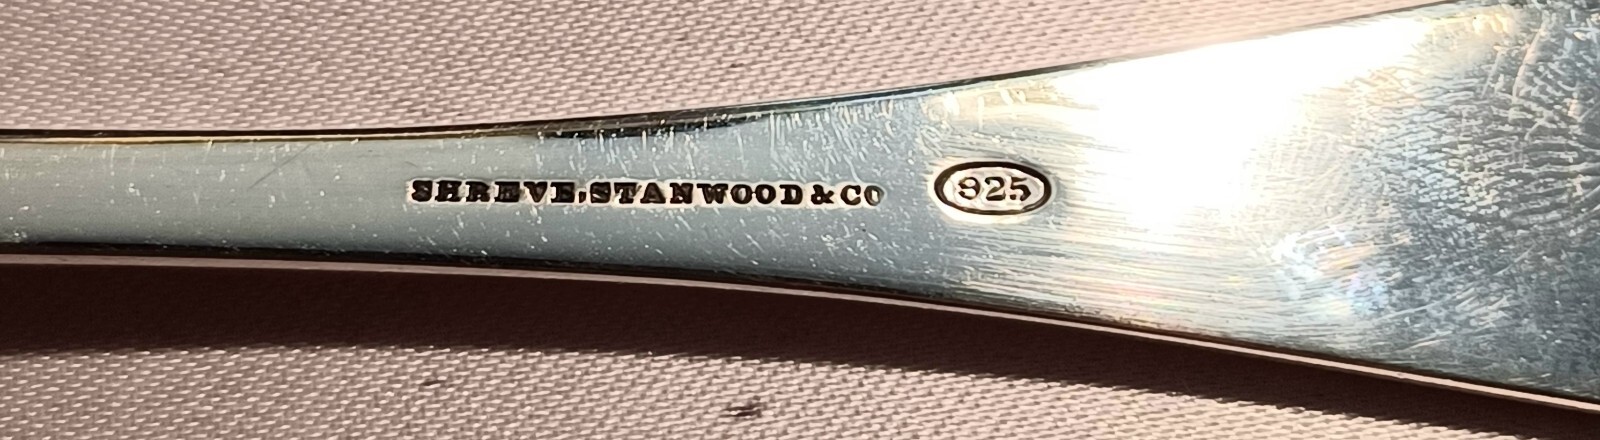 SHREVE, STANWOOD & CO
925